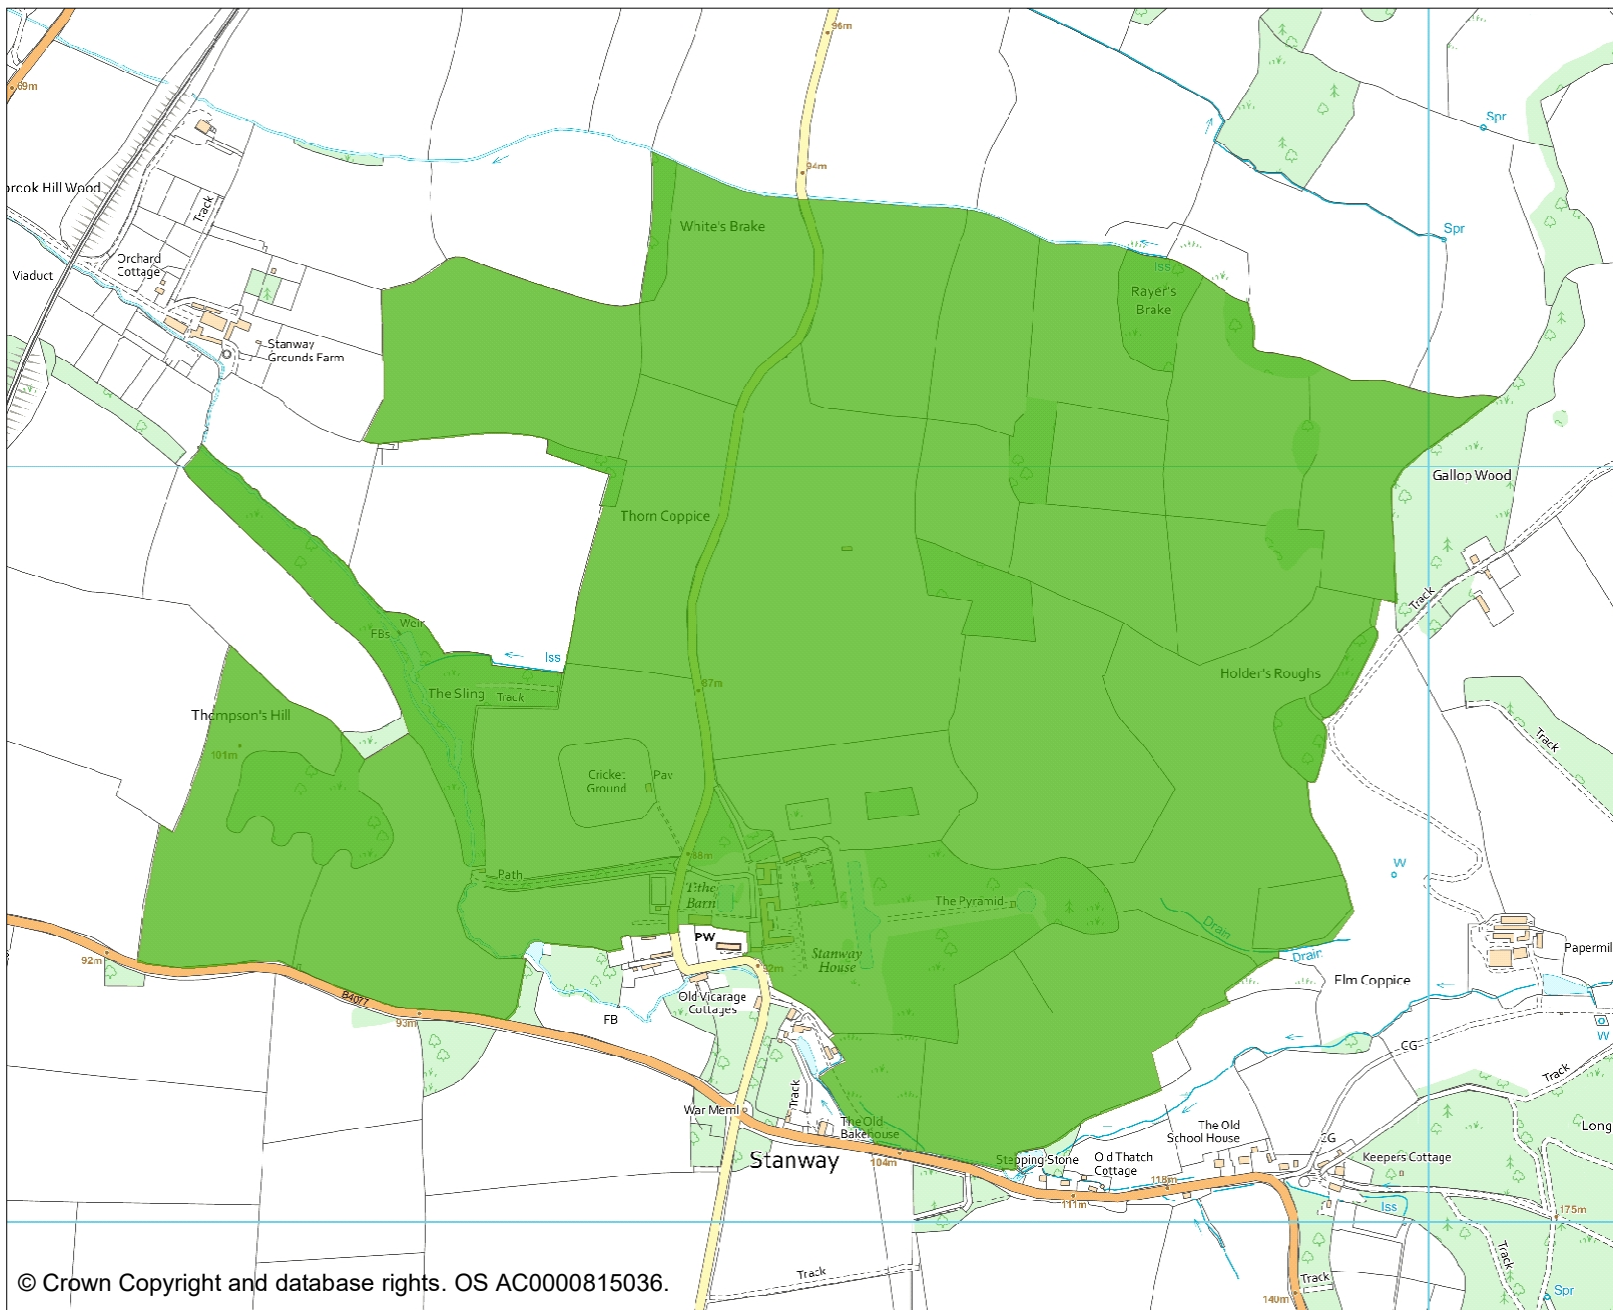 96m
69m
Spr
94m
orcok Hill Wood
Track
White's Brake
Spr
Orchard
Cottage
Viaduct
Iss
Rayer's
Brake
Stanway
Grounds Farm
Gallop Wood
Thorn Coppice
Track
Weir
FBs
Iss
Holder's Roughs
The Sling
Track
87m
Thompson's Hill
101m
Track
Cricket
Ground
Pav
88m
W
Path
Tithe
Barn
The Pyramid
Drain
PW
Stanway
House
Drain
Papermil
92m
92m
Elm Coppice
B4077
Old Vicarage
Cottages
93m
FB
W
CG
Track
Track
War Meml
The Old
Bakehouse
The Old
School House
Long
CG
Stanway
104m
Stepping Stone
Old Thatch
Cottage
Keepers Cottage
118m
111m
Iss
175m
Track
Track
Track
140m
Spr
© Crown Copyright and database rights. OS AC0000815036.